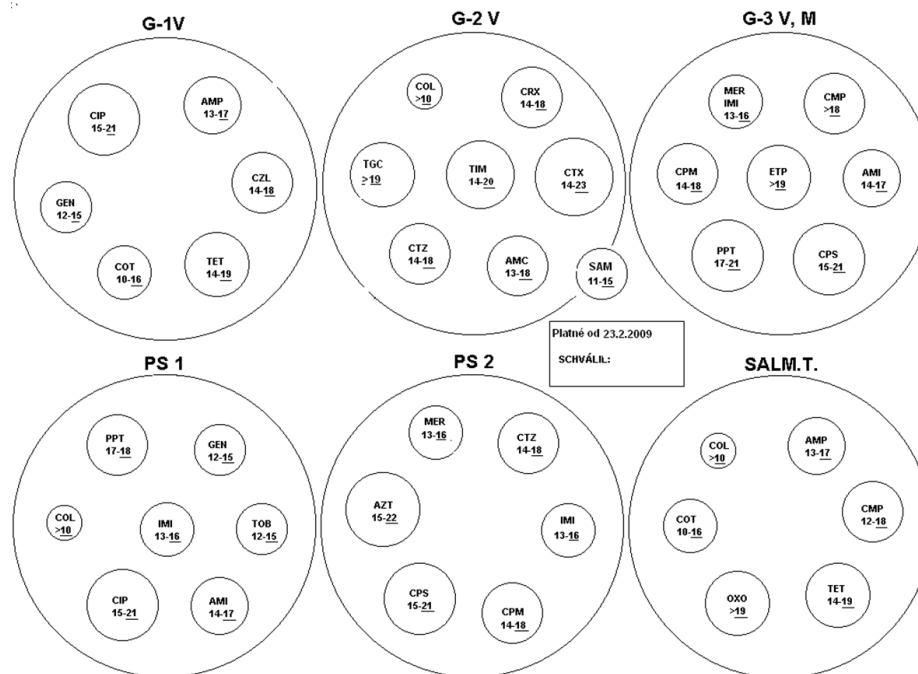 G-1V
CIP
15-21
AMP
13-17
CZL
14-18
GEN
12-15
COT
10-16
TET
14-19
G-2 V
COL
>10
CRX
14-18
TGC
>19
TIM
14-20
CTX
14-23
CTZ
14-18
AMC
13-18
SAM
11-15
G-3 V, M
MER
IMI
13-16
CMP
>18
CPM
14-18
ETP
>19
AMI
14-17
PPT
17-21
CPS
15-21
Platné od 23.2.2009
SCHVÁLIL:
PS 1
PPT
17-18
GEN
12-15
COL
>10
IMI
13-16
TOB
12-15
CIP
15-21
AMI
14-17
PS 2
MER
13-16
CTZ
14-18
AZT
15-22
IMI
13-16
CPS
15-21
CPM
14-18
SALM.T.
COL
>10
AMP
13-17
COT
10-16
CMP
12-18
OXO
>19
TET
14-19